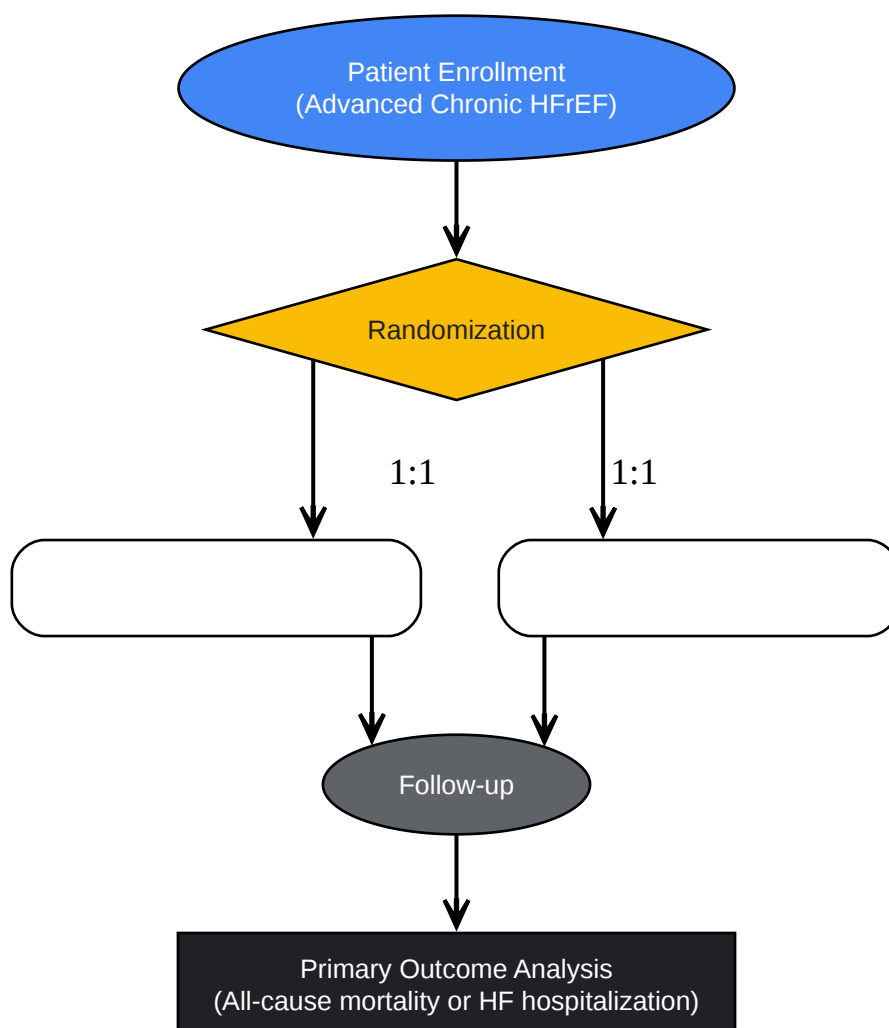 Patient Enrollment
(Advanced Chronic HFrEF)
Randomization
1:1
1:1
Follow-up
Primary Outcome Analysis
(All-cause mortality or HF hospitalization)